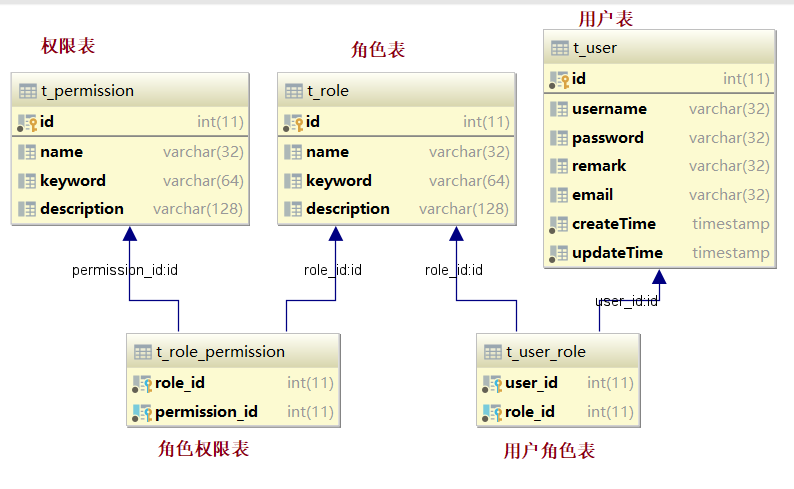 权限表
角色表
用户表
t_permission
id int(11)
name varchar(32)
keyword varchar(64)
description varchar(128)
t_role
id int(11)
name varchar(32)
keyword varchar(64)
description varchar(128)
t_user
id int(11)
username varchar(32)
password varchar(32)
remark varchar(32)
email varchar(32)
createTime timestamp
updateTime timestamp
permission_id:id
role_id:id
role_id:id
user_id:id
t_role_permission
role_id int(11)
permission_id int(11)
t_user_role
user_id int(11)
role_id int(11)
角色权限表
用户角色表